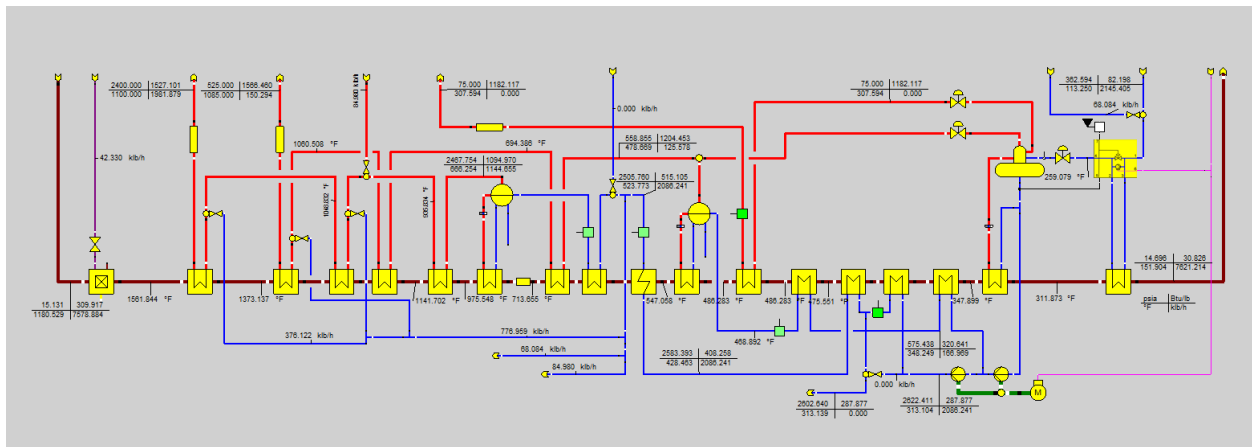 2400.000 1527.101
1100.000 1981.879
525.000 1566.460
1085.000 150.294
84.980 klb/h
75.000 1182.117
307.594 0.000
0.000 klb/h
75.000 1182.117
307.594 0.000
362.594 82.198
113.250 2145.405
68.084 klb/h
42.330 klb/h
1060.508 °F
694.386 °F
558.855 1204.453
478.669 125.578
2467.754 1094.970
666.254 1144.655
2505.760 515.105
523.773 2086.241
259.079 °F
15.131 309.917
1180.529 7578.884
1561.844 °F
1373.137 °F
1141.702 °F
975.548 °F
713.655 °F
547.058 °F
486.283 °F
486.283 °F
475.551 °F
347.899 °F
311.873 °F
14.696 30.826
151.904 7621.214
psia Btu/lb
°F klb/h
376.122 klb/h
776.959 klb/h
468.892 °F
68.084 klb/h
84.980 klb/h
2583.393 408.258
428.463 2086.241
575.438 320.641
348.249 166.969
0.000 klb/h
2602.640 287.877
313.139 0.000
2622.411 287.877
313.104 2086.241
M